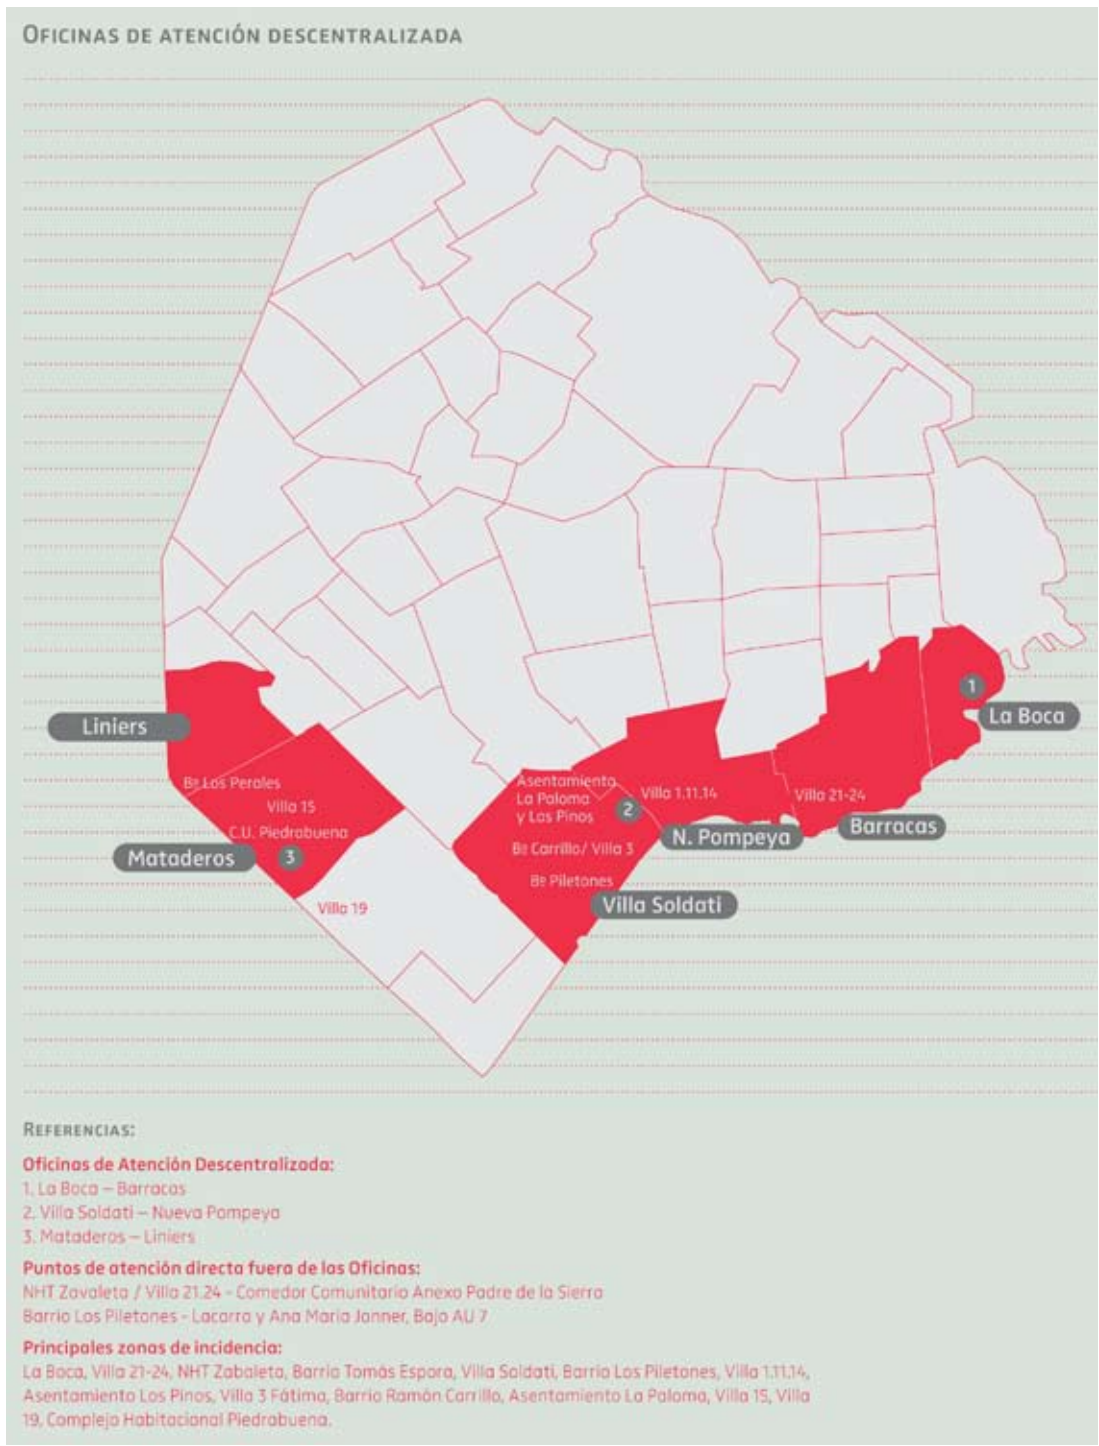 OFICINAS DE ATENCIÓN DESCENTRALIZADA
Liniers
Bº Los Perales
Villa 15
C.U. Piedrabuena
Mataderos
3
Villa 19
Asentamiento
La Paloma
y Los Pinos
2
Villa 1.11.14
Bº Carrillo/ Villa 3
Bº Piletones
Villa Soldati
N. Pompeya
Villa 21-24
Barracas
1
La Boca
REFERENCIAS:
Oficinas de Atención Descentralizada:
1. La Boca – Barracas
2. Villa Soldati – Nueva Pompeya
3. Mataderos – Liniers
Puntos de atención directa fuera de las Oficinas:
NHT Zavaleta / Villa 21.24 - Comedor Comunitario Anexo Padre de la Sierra
Barrio Los Piletones - Lacarra y Ana María Janner, Bajo AU 7
Principales zonas de incidencia:
La Boca, Villa 21-24, NHT Zabaleta, Barrio Tomás Espora, Villa Soldati, Barrio Los Piletones, Villa 1.11.14,
Asentamiento Los Pinos, Villa 3 Fátima, Barrio Ramón Carrillo, Asentamiento La Paloma, Villa 15, Villa
19, Complejo Habitacional Piedrabuena.